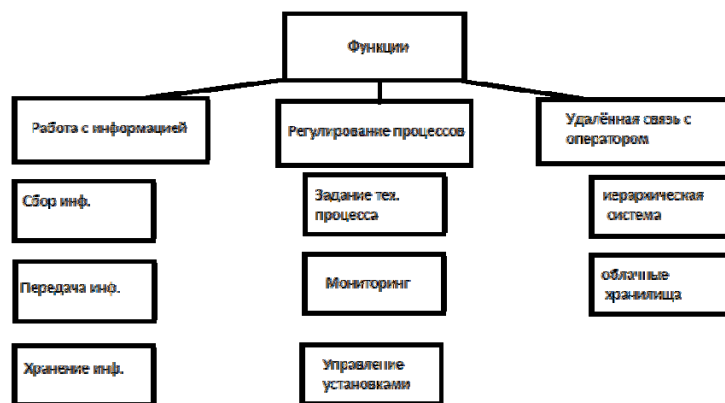 Функции
Работа с информацией
Регулирование процессов
Удалённая связь с
оператором
Сбор инф.
Задание тех.
процесса
иерархическая
система
Передача инф.
Мониторинг
облачные
хранилища
Хранение инф.
Управление
установками